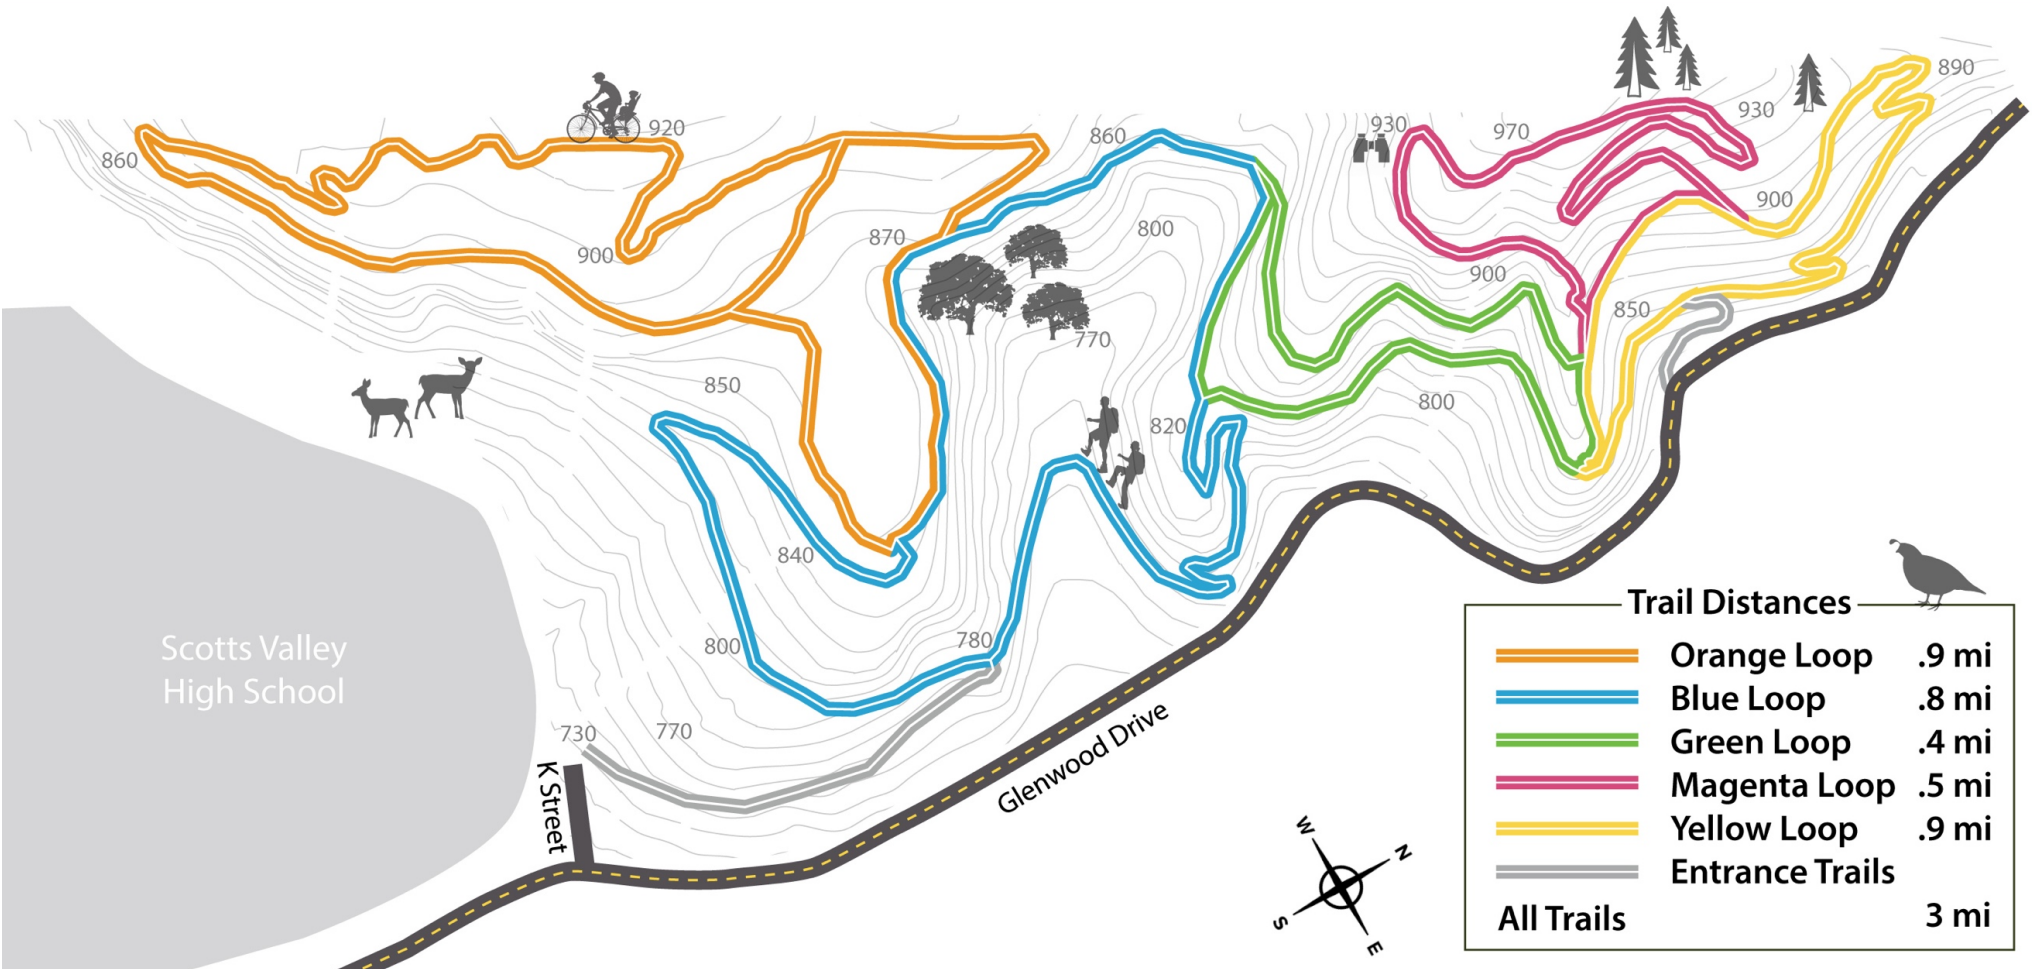 890
930
930
970
860
920
860
900
800
870
900
900
850
770
850
800
820
840
780
800
Scotts Valley
High School
730
770
K Street
Glenwood Drive
W
N
S
E
Trail Distances
Orange Loop .9 mi
Blue Loop .8 mi
Green Loop .4 mi
Magenta Loop .5 mi
Yellow Loop .9 mi
Entrance Trails
All Trails 3 mi